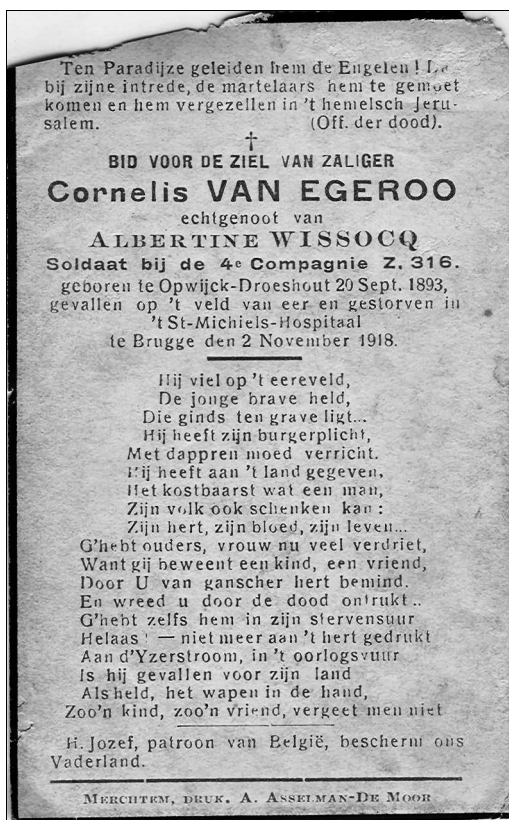 Ten Paradijze geleiden hem de Engelen!
bij zijne intrede, de martelaars hem te gemoet
komen en hem vergezellen in 't hemelsch Jeru-
salem. (Off. der dood).
†
BID VOOR DE ZIEL VAN ZALIGER
Cornelis VAN EGEROO
echtgenoot van
ALBERTINE WISSOCQ
Soldaat bij de 4e Compagnie Z. 316.
geboren te Opwijck-Droeshout 20 Sept. 1893,
gevallen op 't veld van eer en gestorven in
't St-Michiels-Hospitaal
te Brugge den 2 November 1918.
Hij viel op 't eereveld,
De jonge brave held,
Die ginds ten grave ligt...
Hij heeft zijn burgerplicht,
Met dappren moed verricht.
Hij heeft aan 't land gegeven,
Het kostbaarst wat een man,
Zijn volk ook schenken kan:
Zijn hert, zijn bloed, zijn leven...
G'hebt ouders, vrouw nu veel verdriet,
Want gij beweent een kind, een vriend,
Door U van ganscher hert bemind.
En wreed u door de dood ontrukt..
G'hebt zelfs hem in zijn stervensuur
Helaas! — niet meer aan 't hert gedrukt
Aan d'Yzerstroom, in 't oorlogsvuur
Is hij gevallen voor zijn land
Als held, het wapen in de hand,
Zoo'n kind, zoo'n vriend, vergeet men niet
H. Jozef, patroon van België, bescherm ons
Vaderland.
MERCHTEM, DRUK. A. ASSELMAN-DE MOOR